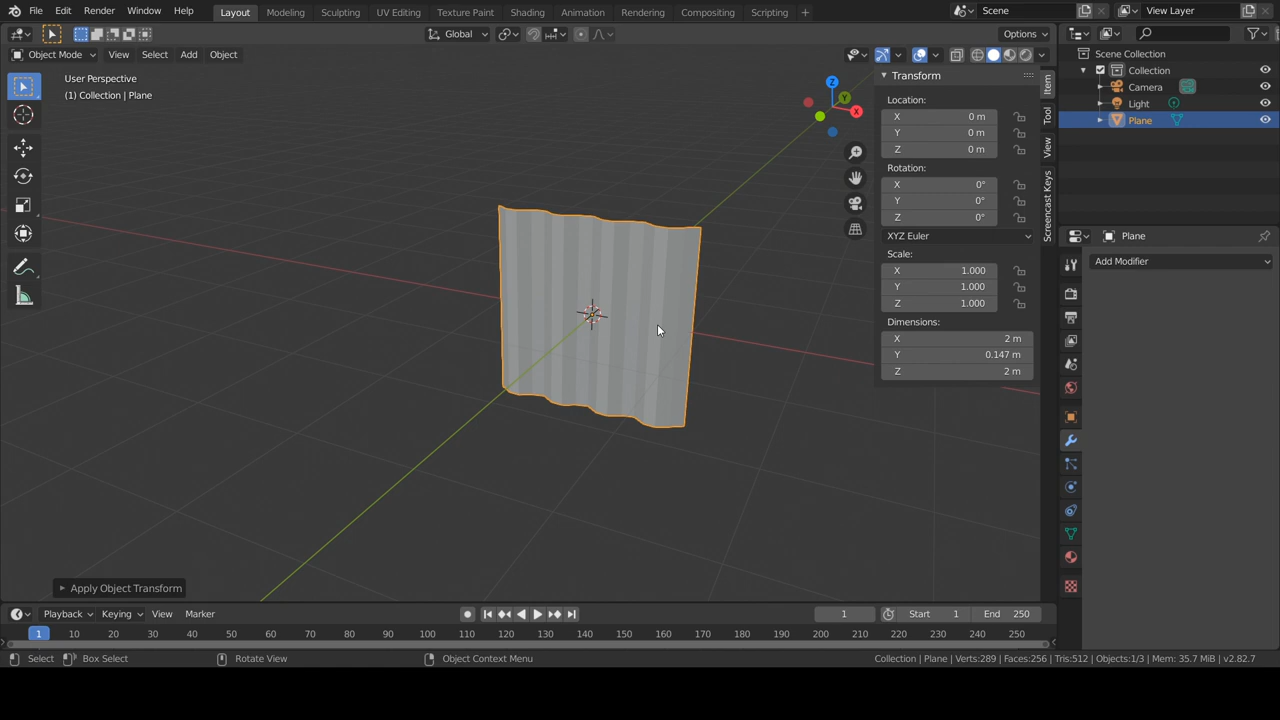 File Edit Render Window Help Layout Modeling Sculpting UV Editing Texture Paint Shading Animation Rendering Compositing Scripting + Scene View Layer
Global Options
Object Mode View Select Add Object
User Perspective
(1) Collection | Plane
Z
Y
X
Transform
Location:
X 0 m
Y 0 m
Z 0 m
Rotation:
X 0°
Y 0°
Z 0°
XYZ Euler
Scale:
X 1.000
Y 1.000
Z 1.000
Dimensions:
X 2 m
Y 0.147 m
Z 2 m
Item
Tool
View
Screencast Keys
Scene Collection
Collection
Camera
Light
Plane
Plane
Add Modifier
Apply Object Transform
Playback Keying View Marker 1 Start 1 End 250
1 10 20 30 40 50 60 70 80 90 100 110 120 130 140 150 160 170 180 190 200 210 220 230 240 250
Select Box Select Rotate View Object Context Menu Collection | Plane | Verts:289 | Faces:256 | Tris:512 | Objects:1/3 | Mem: 35.7 MiB | v2.82.7